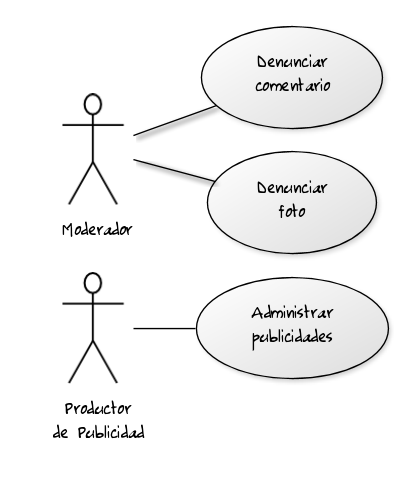 Denunciar
comentario
Moderador
Denunciar
foto
Administrar
publicidades
Productor
de Publicidad